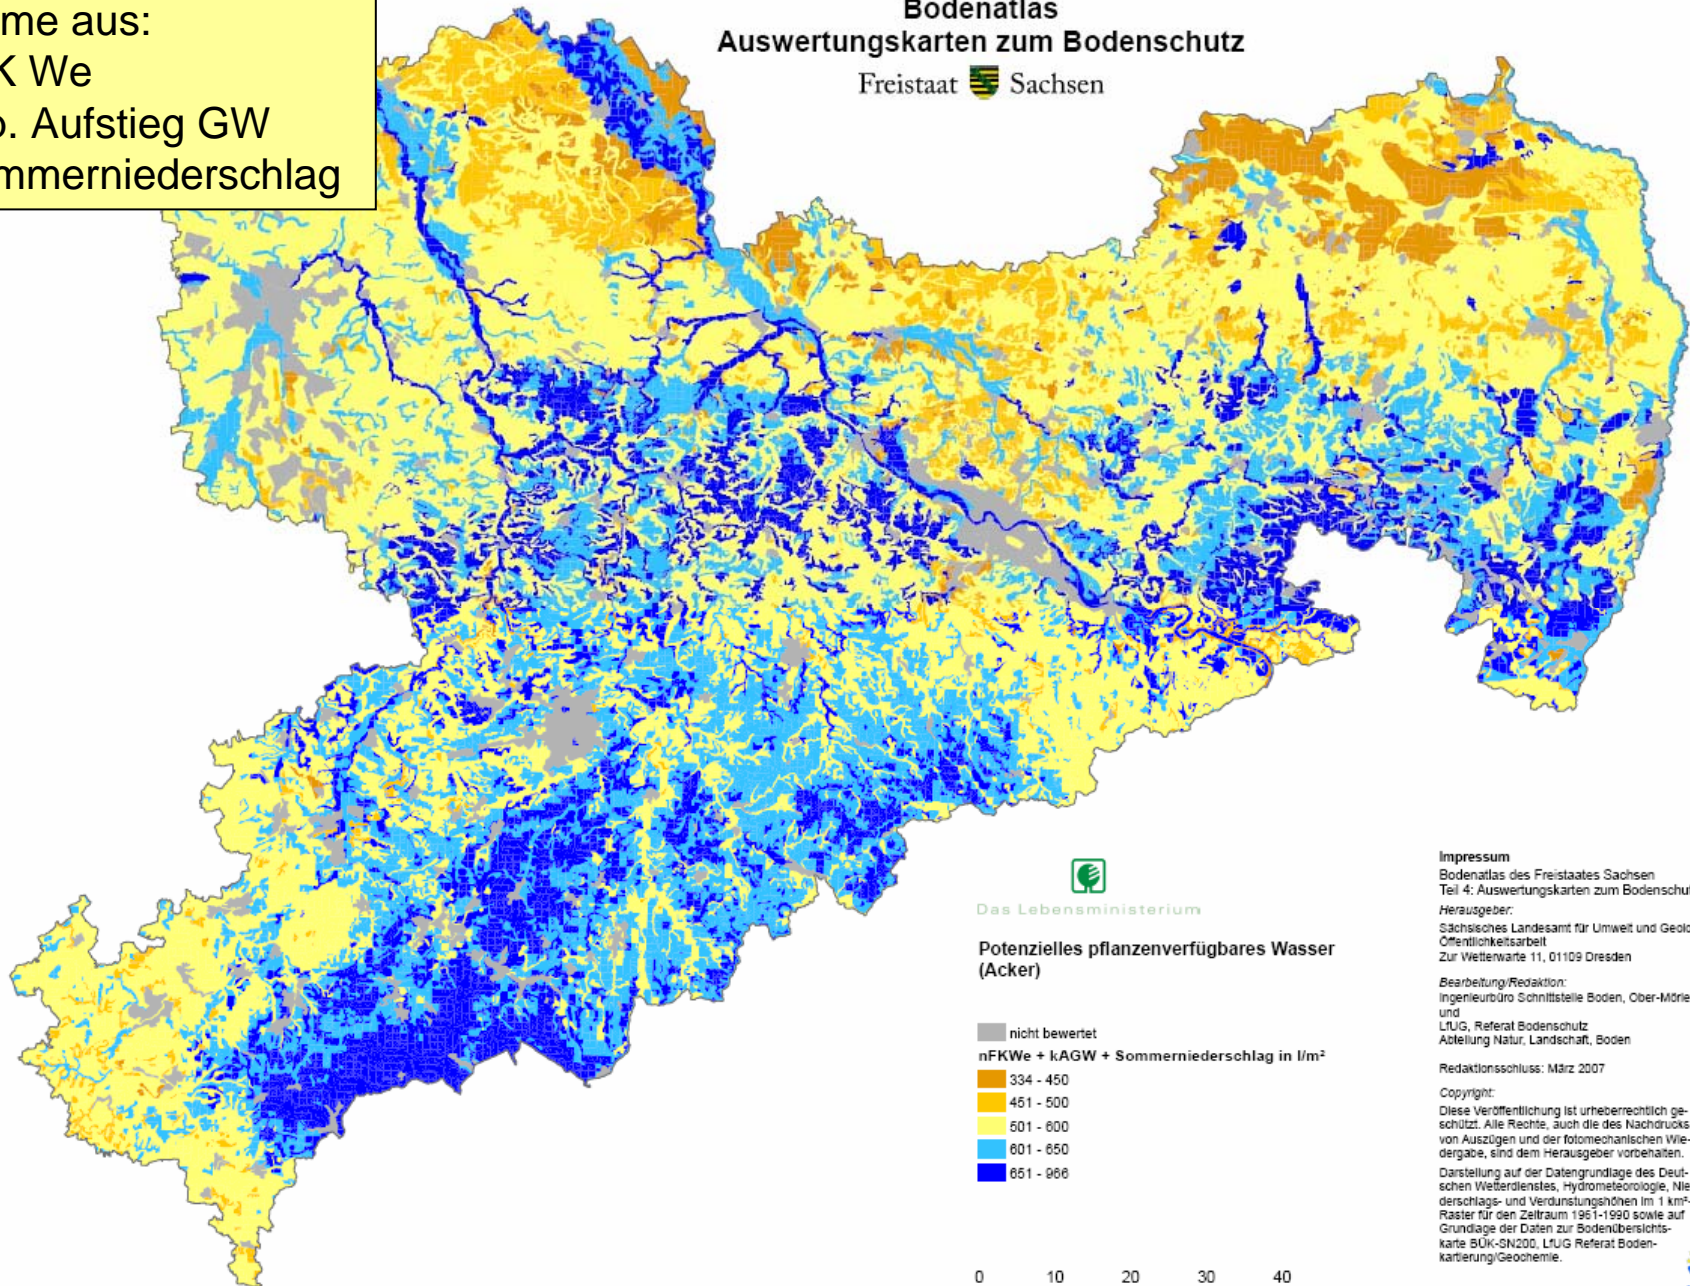 me aus:
K We
o. Aufstieg GW
mmerniederschlag
Bodenatlas
Auswertungskarten zum Bodenschutz
Freistaat Sachsen
Das Lebensministerium
Potenzielles pflanzenverfügbares Wasser
(Acker)
nicht bewertet
nFKWe + kAGW + Sommerniederschlag in l/m²
334 - 450
451 - 500
501 - 600
601 - 650
651 - 966
0 10 20 30 40
Impressum
Bodenatlas des Freistaates Sachsen
Teil 4: Auswertungskarten zum Bodenschut
Herausgeber:
Sächsisches Landesamt für Umwelt und Geolo
Öffentlichkeitsarbeit
Zur Wetterwarte 11, 01109 Dresden
Bearbeitung/Redaktion:
Ingenieurbüro Schnittstelle Boden, Ober-Mörle
und
LfUG, Referat Bodenschutz
Abteilung Natur, Landschaft, Boden
Redaktionsschluss: März 2007
Copyright:
Diese Veröffentlichung ist urheberrechtlich ge-
schützt. Alle Rechte, auch die des Nachdrucks
von Auszügen und der fotomechanischen Wie-
dergabe, sind dem Herausgeber vorbehalten.
Darstellung auf der Datengrundlage des Deut-
schen Wetterdienstes, Hydrometeorologie, Nie
derschlags- und Verdunstungshöhen im 1 km²-
Raster für den Zeitraum 1961-1990 sowie auf
Grundlage der Daten zur Bodenübersichts-
karte BÜK-SN200, LfUG Referat Boden-
kartierung/Geochemie.